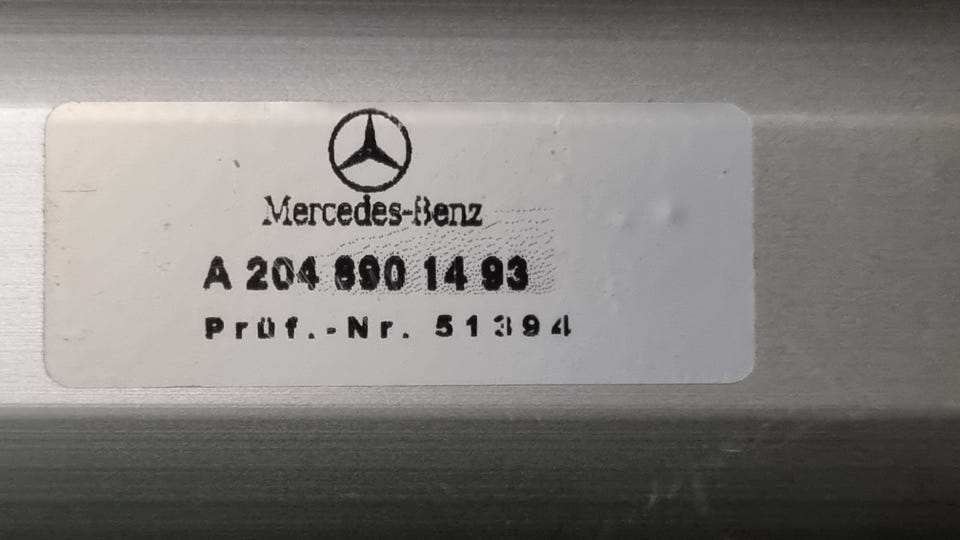 Mercedes-Benz
A 204 890 14 93
Prüf.-Nr. 51394